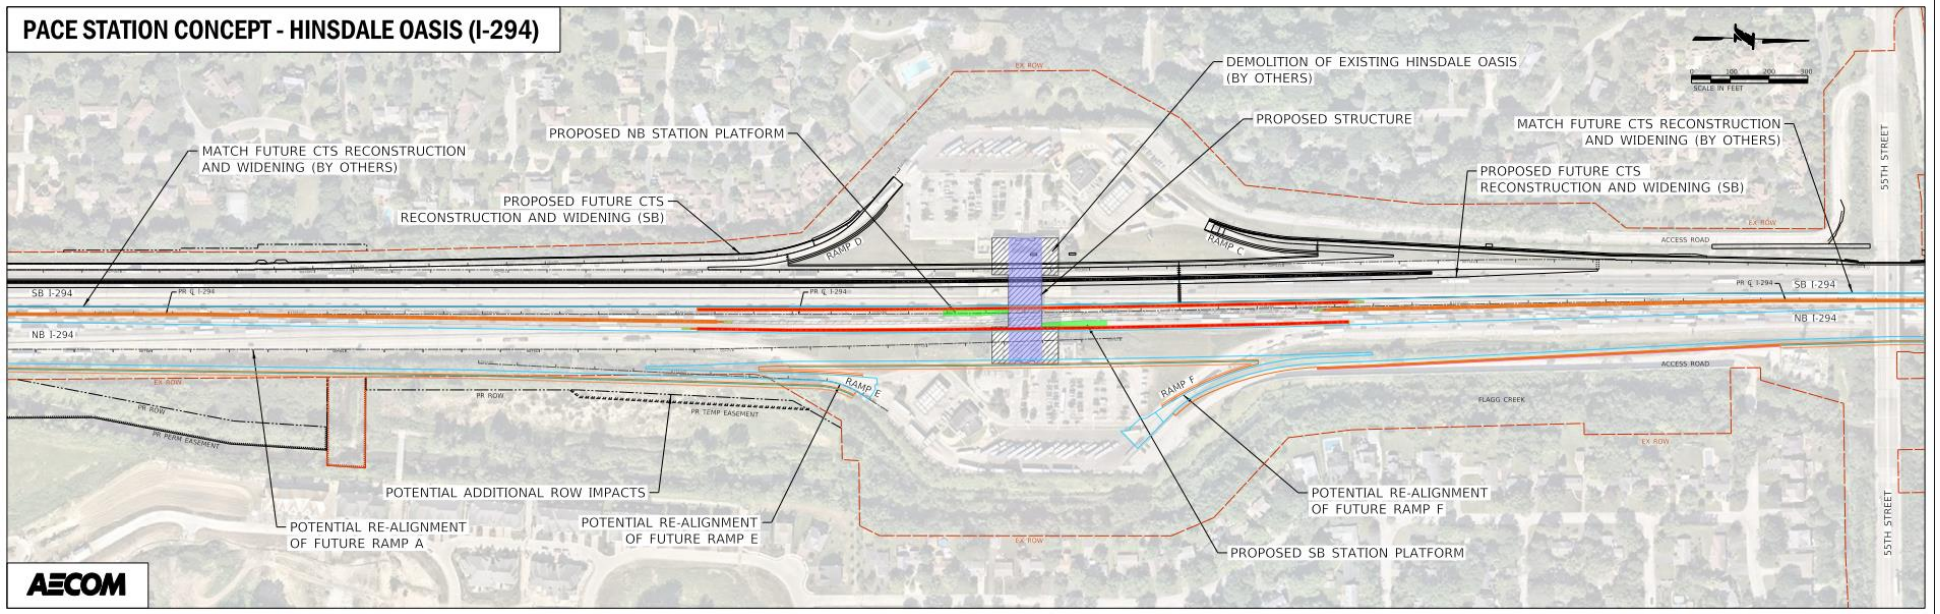 PACE STATION CONCEPT - HINSDALE OASIS (I-294)
0 100 200 300
SCALE IN FEET
EX ROW
DEMOLITION OF EXISTING HINSDALE OASIS
(BY OTHERS)
PROPOSED NB STATION PLATFORM
PROPOSED STRUCTURE
MATCH FUTURE CTS RECONSTRUCTION
AND WIDENING (BY OTHERS)
MATCH FUTURE CTS RECONSTRUCTION
AND WIDENING (BY OTHERS)
55TH STREET
PROPOSED FUTURE CTS
RECONSTRUCTION AND WIDENING (SB)
PROPOSED FUTURE CTS
RECONSTRUCTION AND WIDENING (SB)
EX ROW
RAMP D
RAMP C
ACCESS ROAD
SB I-294
PR ℄ I-294
PR ℄ I-294
PR ℄ I-294
SB I-294
NB I-294
NB I-294
EX ROW
PR ROW
PR ROW
PR TEMP EASEMENT
PR PERM EASEMENT
RAMP E
RAMP F
ACCESS ROAD
FLAGG CREEK
EX ROW
POTENTIAL ADDITIONAL ROW IMPACTS
POTENTIAL RE-ALIGNMENT
OF FUTURE RAMP F
POTENTIAL RE-ALIGNMENT
OF FUTURE RAMP A
POTENTIAL RE-ALIGNMENT
OF FUTURE RAMP E
EX ROW
PROPOSED SB STATION PLATFORM
55TH STREET
AECOM